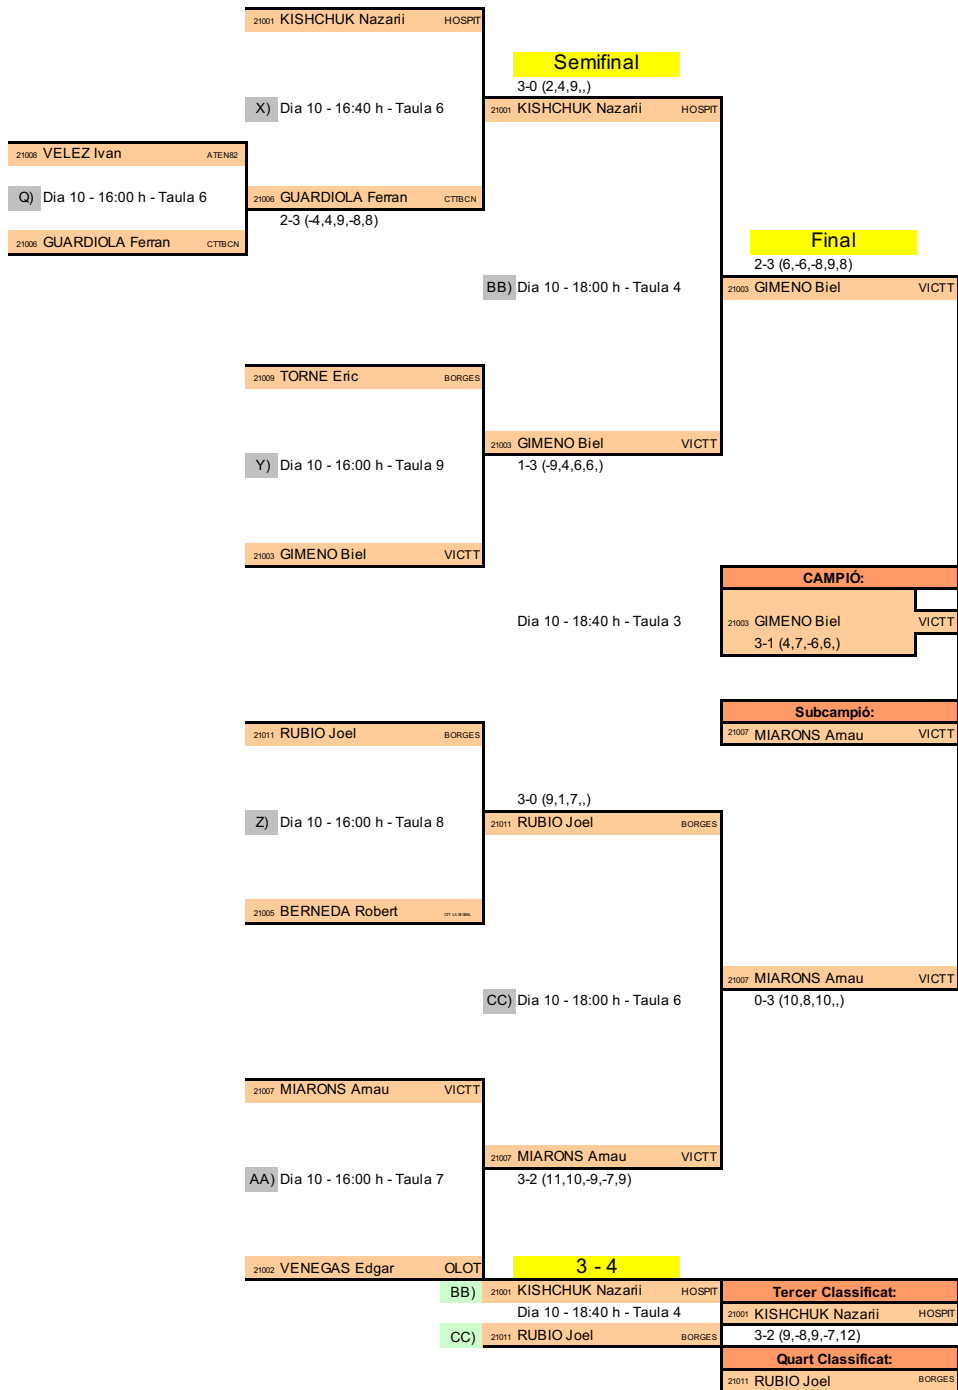 21001 KISHCHUK Nazarii HOSPIT
Semifinal
3-0 (2,4,9,,)
X) Dia 10 - 16:40 h - Taula 6
21001 KISHCHUK Nazarii HOSPIT
21008 VELEZ Ivan ATEN82
Q) Dia 10 - 16:00 h - Taula 6
21006 GUARDIOLA Ferran CTTBCN
2-3 (-4,4,9,-8,8)
21006 GUARDIOLA Ferran CTTBCN
Final
2-3 (6,-6,-8,9,8)
BB) Dia 10 - 18:00 h - Taula 4
21003 GIMENO Biel VICTT
21009 TORNE Eric BORGES
21003 GIMENO Biel VICTT
Y) Dia 10 - 16:00 h - Taula 9
1-3 (-9,4,6,6,)
21003 GIMENO Biel VICTT
CAMPIÓ:
Dia 10 - 18:40 h - Taula 3
21003 GIMENO Biel VICTT
3-1 (4,7,-6,6,)
Subcampió:
21007 MIARONS Arnau VICTT
21011 RUBIO Joel BORGES
3-0 (9,1,7,,)
Z) Dia 10 - 16:00 h - Taula 8
21011 RUBIO Joel BORGES
21005 BERNEDA Robert
21007 MIARONS Arnau VICTT
CC) Dia 10 - 18:00 h - Taula 6
0-3 (10,8,10,,)
21007 MIARONS Arnau VICTT
21007 MIARONS Arnau VICTT
AA) Dia 10 - 16:00 h - Taula 7
3-2 (11,10,-9,-7,9)
21002 VENEGAS Edgar OLOT
3 - 4
BB) 21001 KISHCHUK Nazarii HOSPIT
Tercer Classificat:
Dia 10 - 18:40 h - Taula 4
21001 KISHCHUK Nazarii HOSPIT
CC) 21011 RUBIO Joel BORGES
3-2 (9,-8,9,-7,12)
Quart Classificat:
21011 RUBIO Joel BORGES